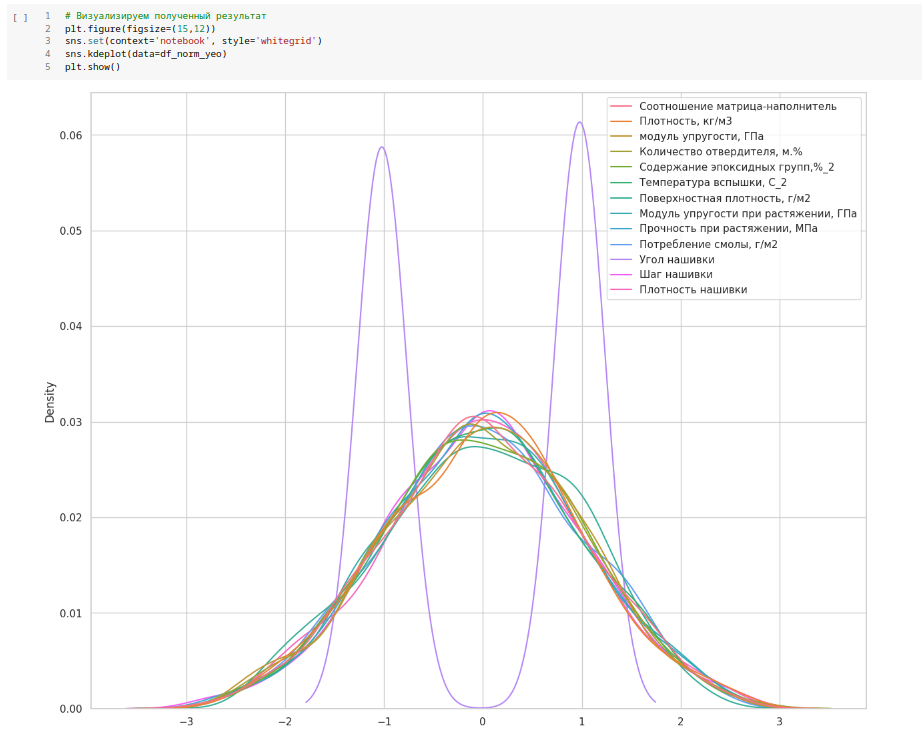 [ ] 1 # Визуализируем полученный результат
2 plt.figure(figsize=(15,12))
3 sns.set(context='notebook', style='whitegrid')
4 sns.kdeplot(data=df_norm_yeo)
5 plt.show()
Соотношение матрица-наполнитель
Плотность, кг/м3
модуль упругости, ГПа
Количество отвердителя, м.%
Содержание эпоксидных групп,%_2
Температура вспышки, С_2
Поверхностная плотность, г/м2
Модуль упругости при растяжении, ГПа
Прочность при растяжении, МПа
Потребление смолы, г/м2
Угол нашивки
Шаг нашивки
Плотность нашивки
0.06
0.05
0.04
0.03
0.02
0.01
0.00
Density
−3 −2 −1 0 1 2 3